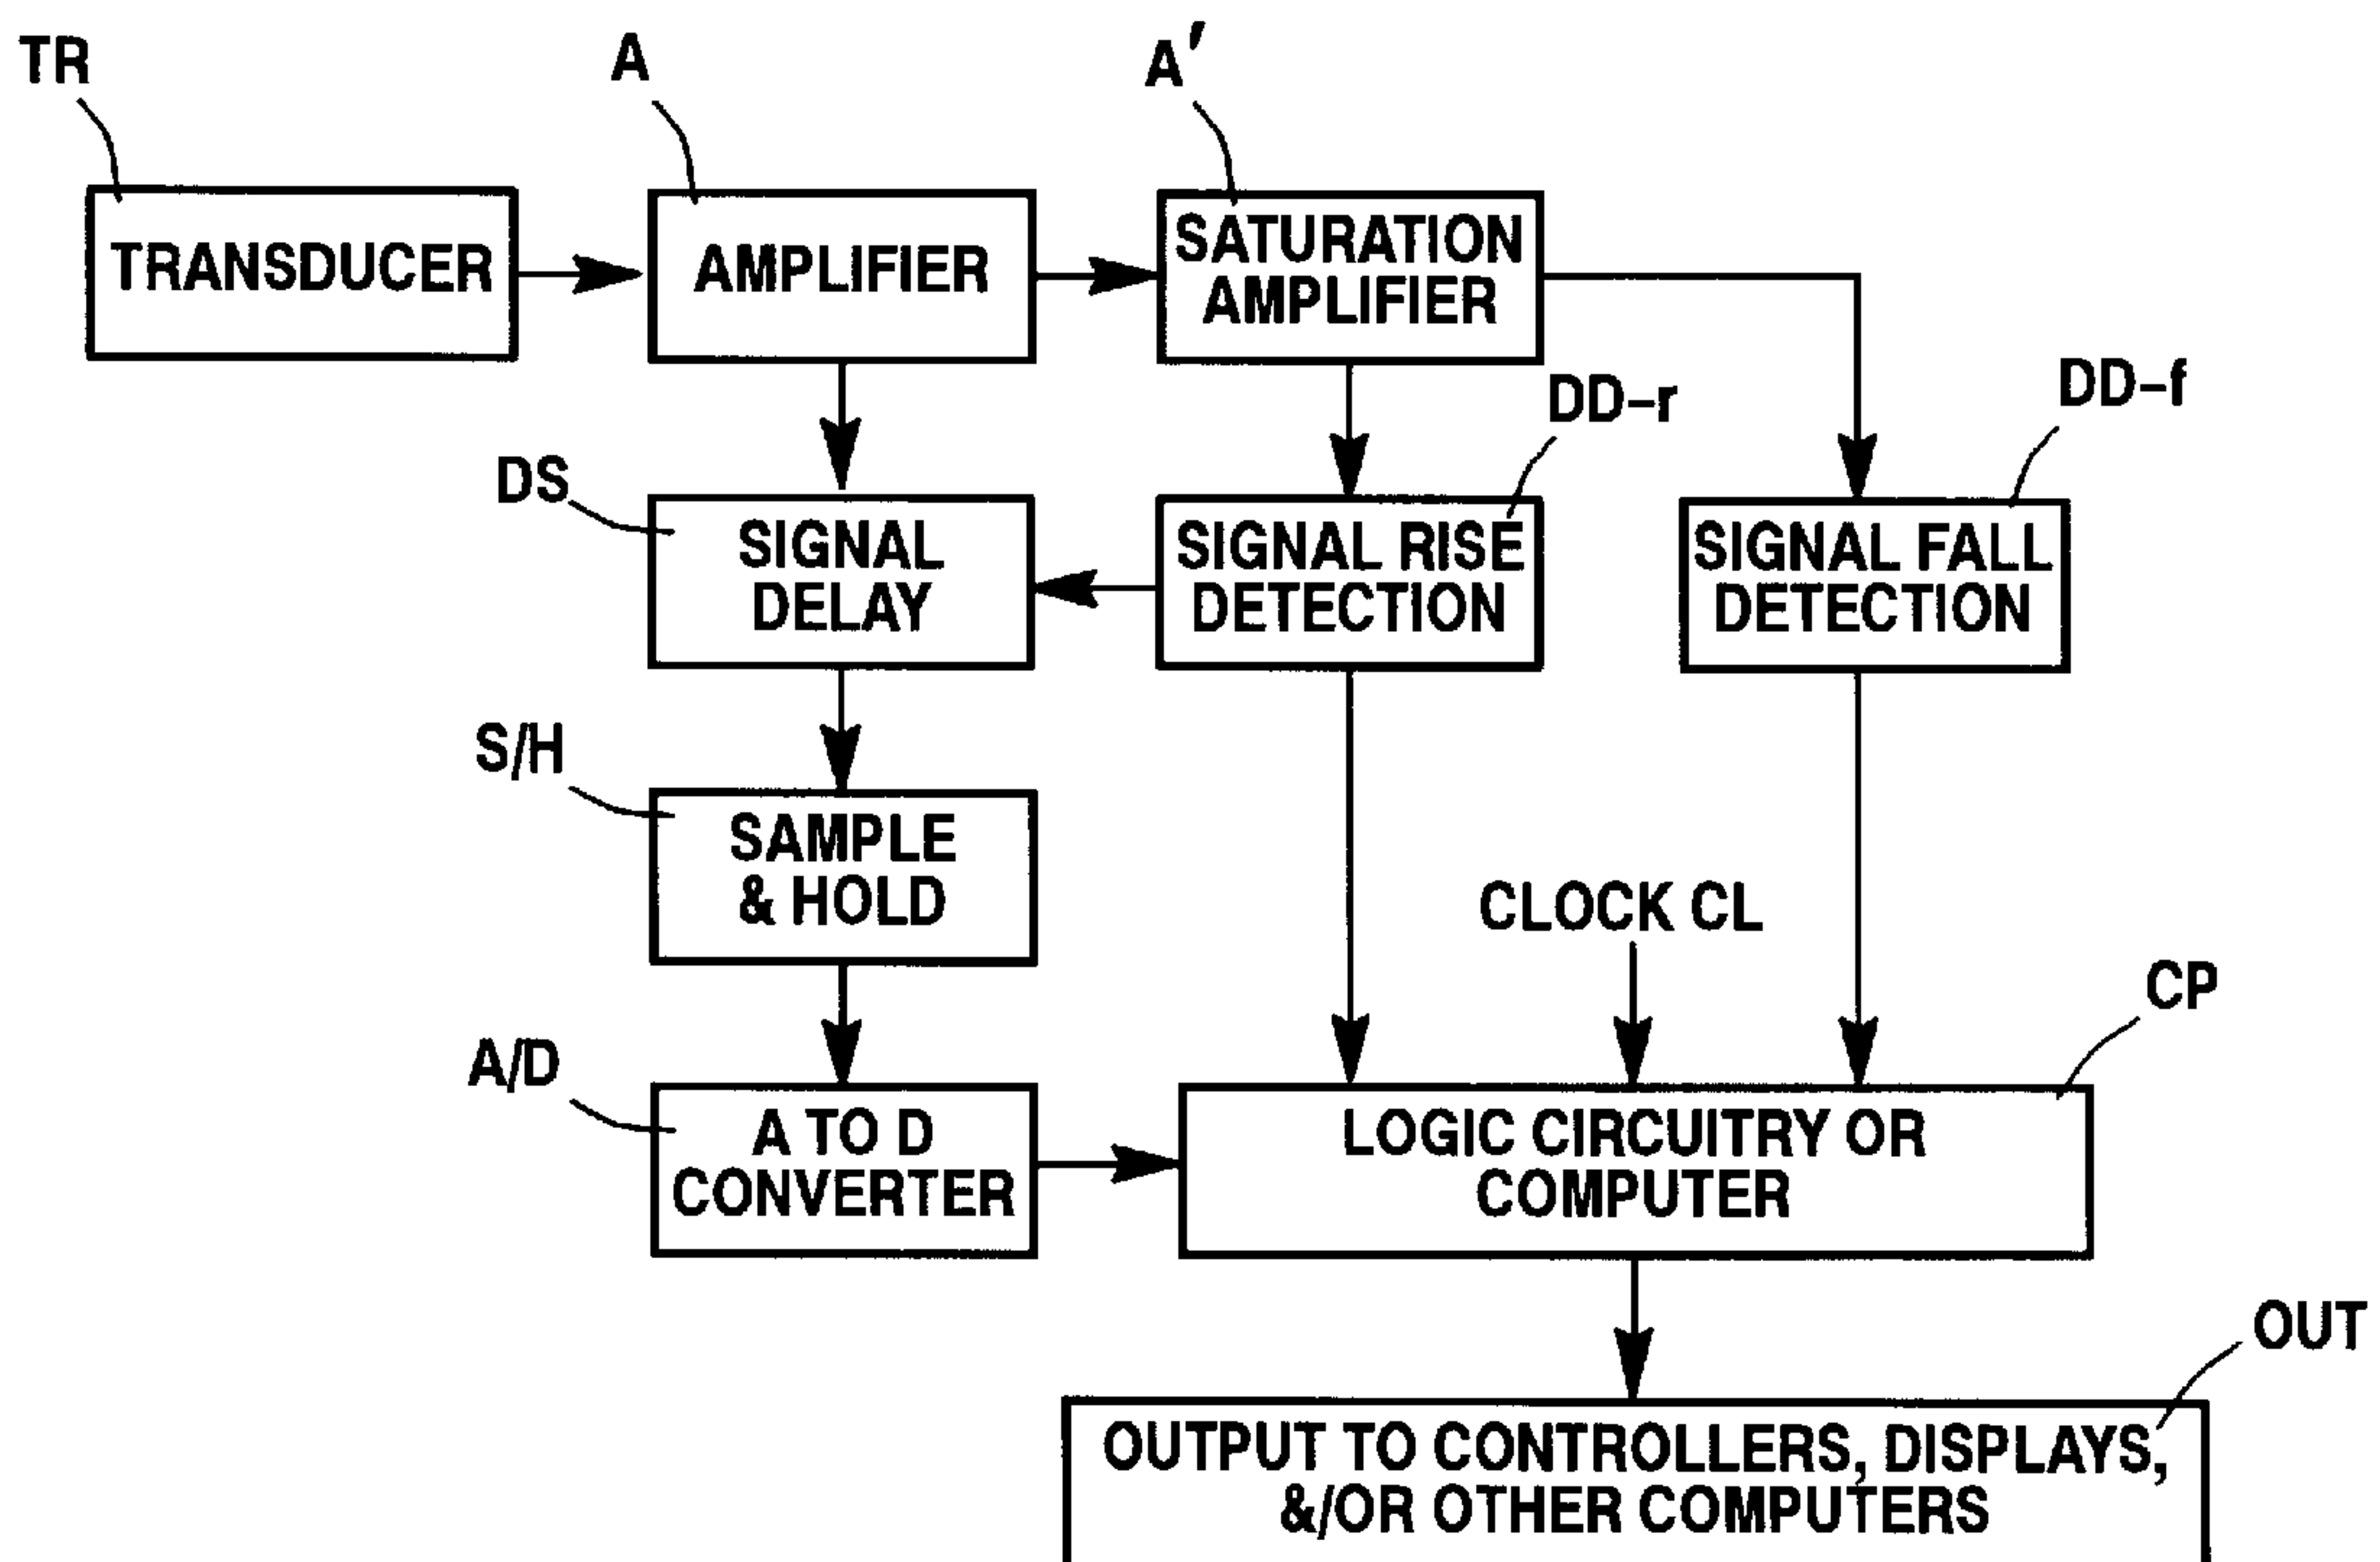 TR
A
A'
TRANSDUCER
AMPLIFIER
SATURATION
AMPLIFIER
DD-r
DD-f
DS
SIGNAL
DELAY
SIGNAL RISE
DETECTION
SIGNAL FALL
DETECTION
S/H
SAMPLE
& HOLD
CLOCK CL
CP
A/D
A TO D
CONVERTER
LOGIC CIRCUITRY OR
COMPUTER
OUT
OUTPUT TO CONTROLLERS, DISPLAYS,
&/OR OTHER COMPUTERS